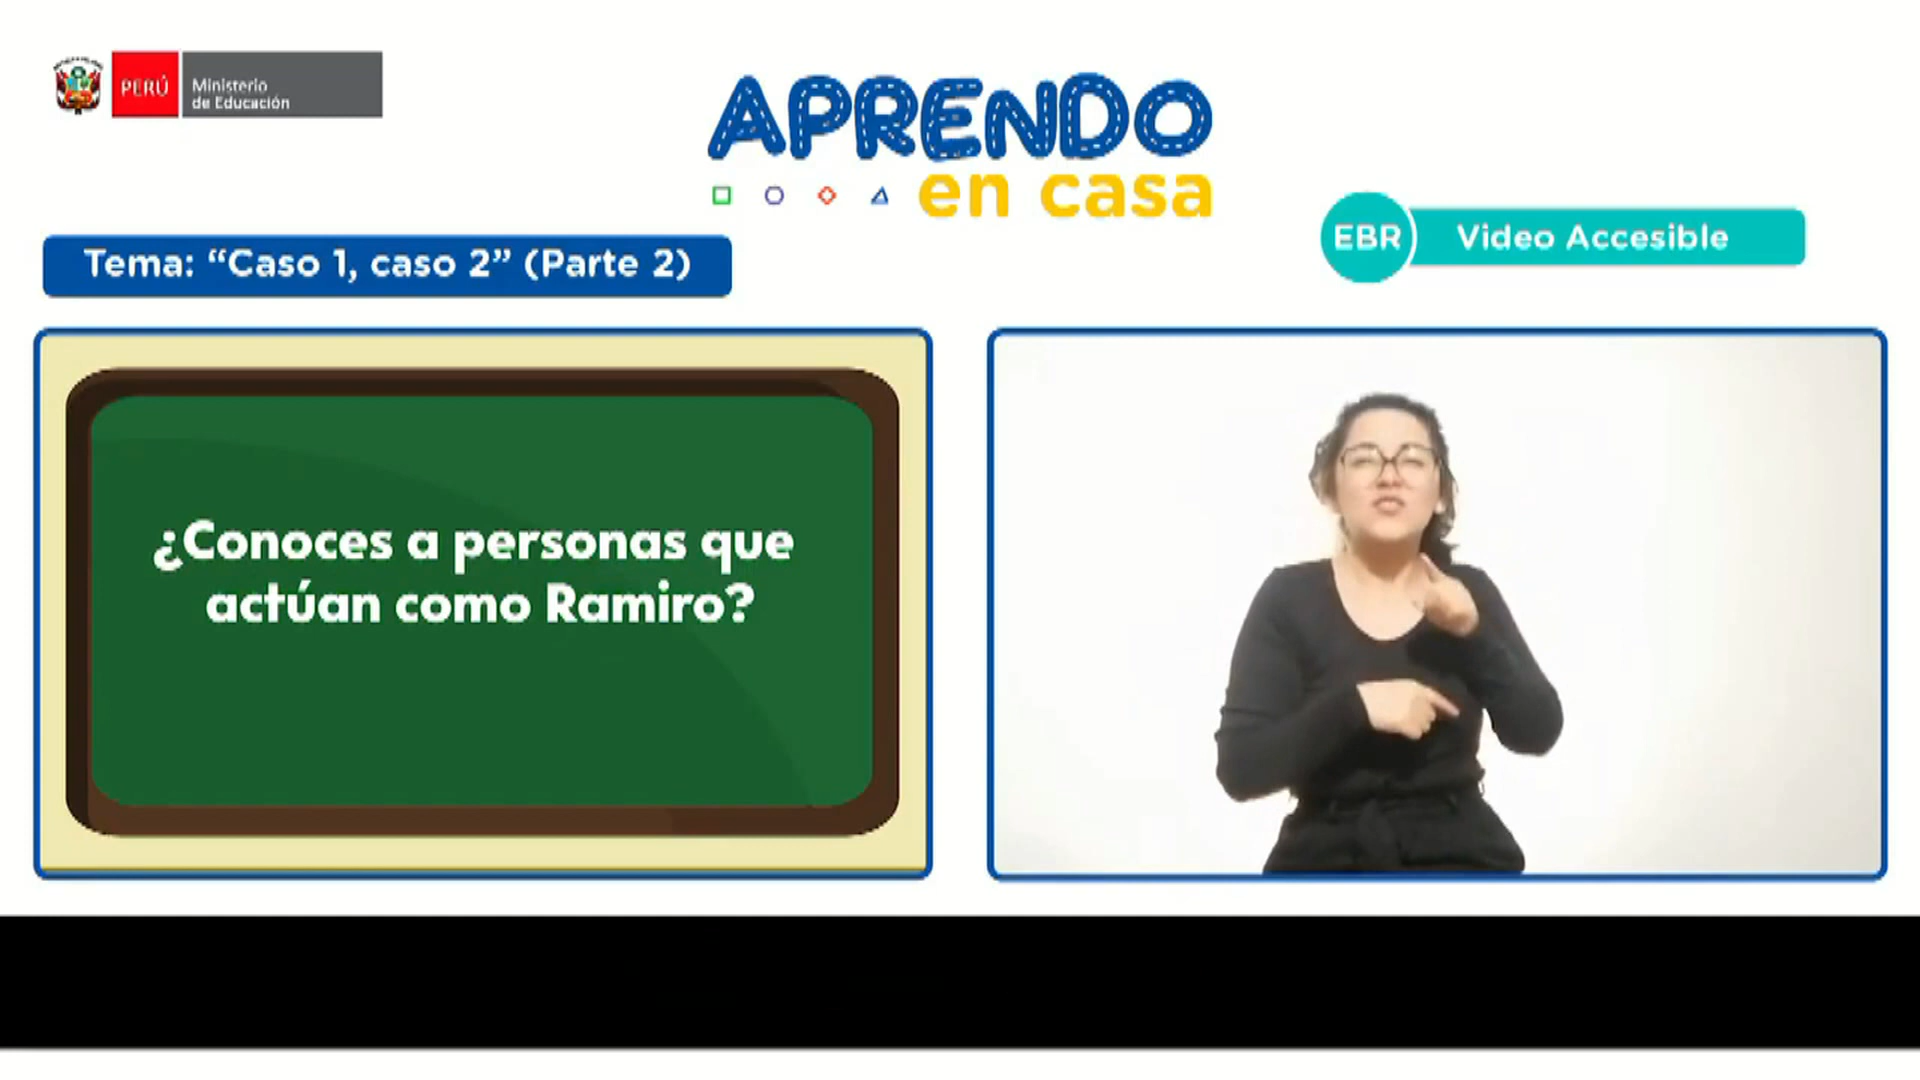 PERÚ
Ministerio
de Educación
APRENDO
en casa
EBR
Video Accesible
Tema: “Caso 1, caso 2” (Parte 2)
¿Conoces a personas que
actúan como Ramiro?